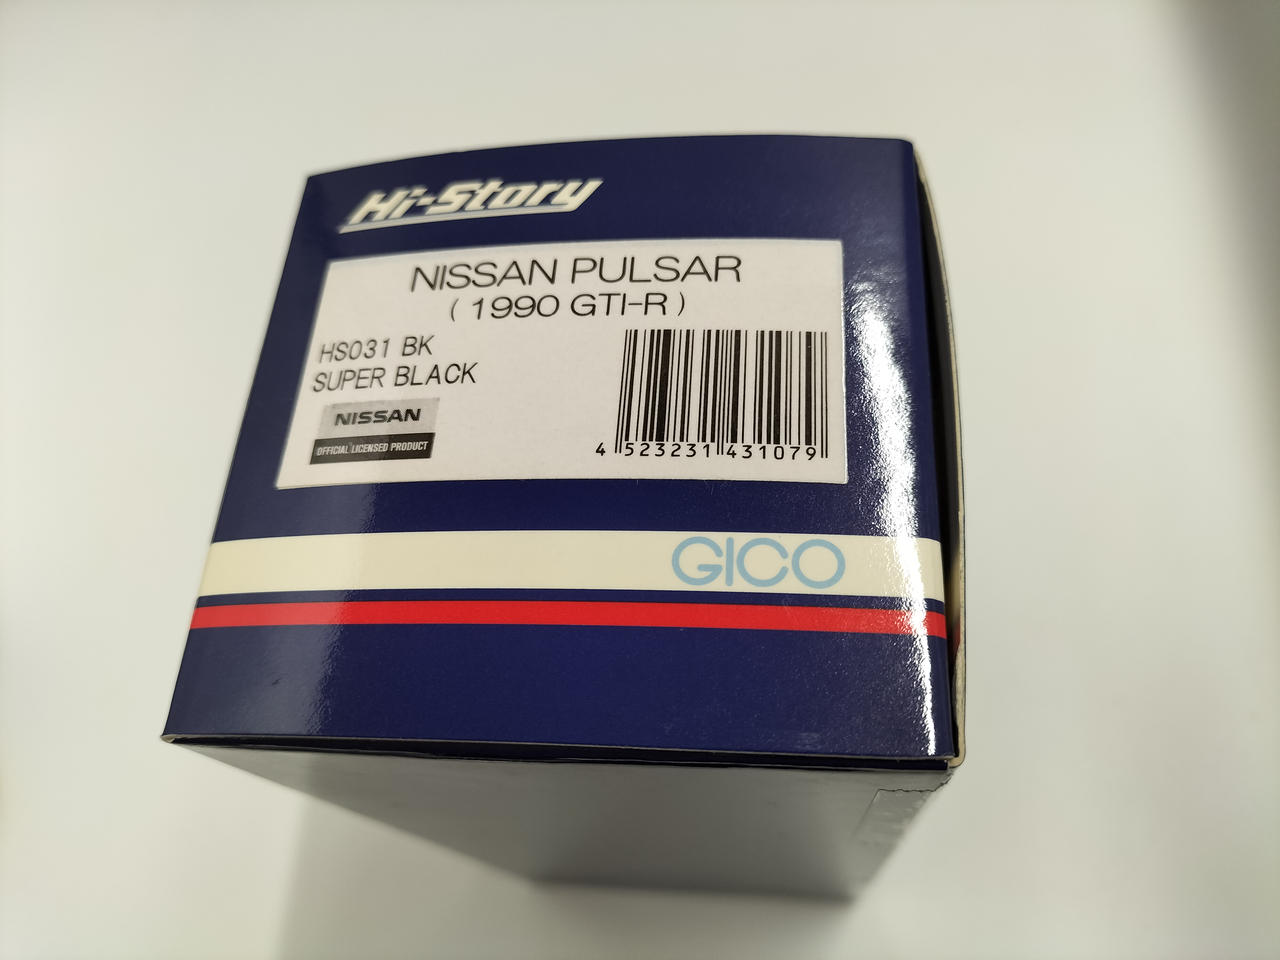 Hi-Story
NISSAN PULSAR
( 1990 GTI-R )
HS031 BK
SUPER BLACK
NISSAN
OFFICIAL LICENSED PRODUCT
4 523231 431079
GICO